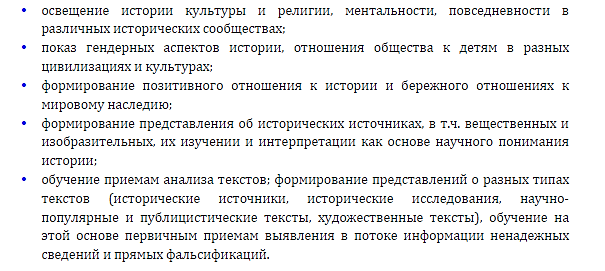 • освещение истории культуры и религии, ментальности, повседневности в
различных исторических сообществах;
• показ гендерных аспектов истории, отношения общества к детям в разных
цивилизациях и культурах;
• формирование позитивного отношения к истории и бережного отношениях к
мировому наследию;
• формирование представления об исторических источниках, в т.ч. вещественных и
изобразительных, их изучении и интерпретации как основе научного понимания
истории;
• обучение приемам анализа текстов; формирование представлений о разных типах
текстов (исторические источники, исторические исследования, научно-
популярные и публицистические тексты, художественные тексты), обучение на
этой основе первичным приемам выявления в потоке информации ненадежных
сведений и прямых фальсификаций.